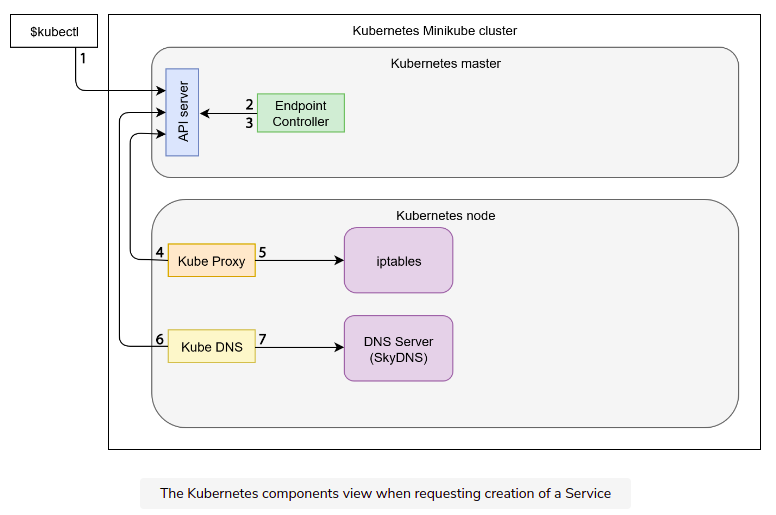 $kubectl
Kubernetes Minikube cluster
1
Kubernetes master
API server
2
3
Endpoint
Controller
Kubernetes node
4
Kube Proxy
5
iptables
6
Kube DNS
7
DNS Server
(SkyDNS)
The Kubernetes components view when requesting creation of a Service